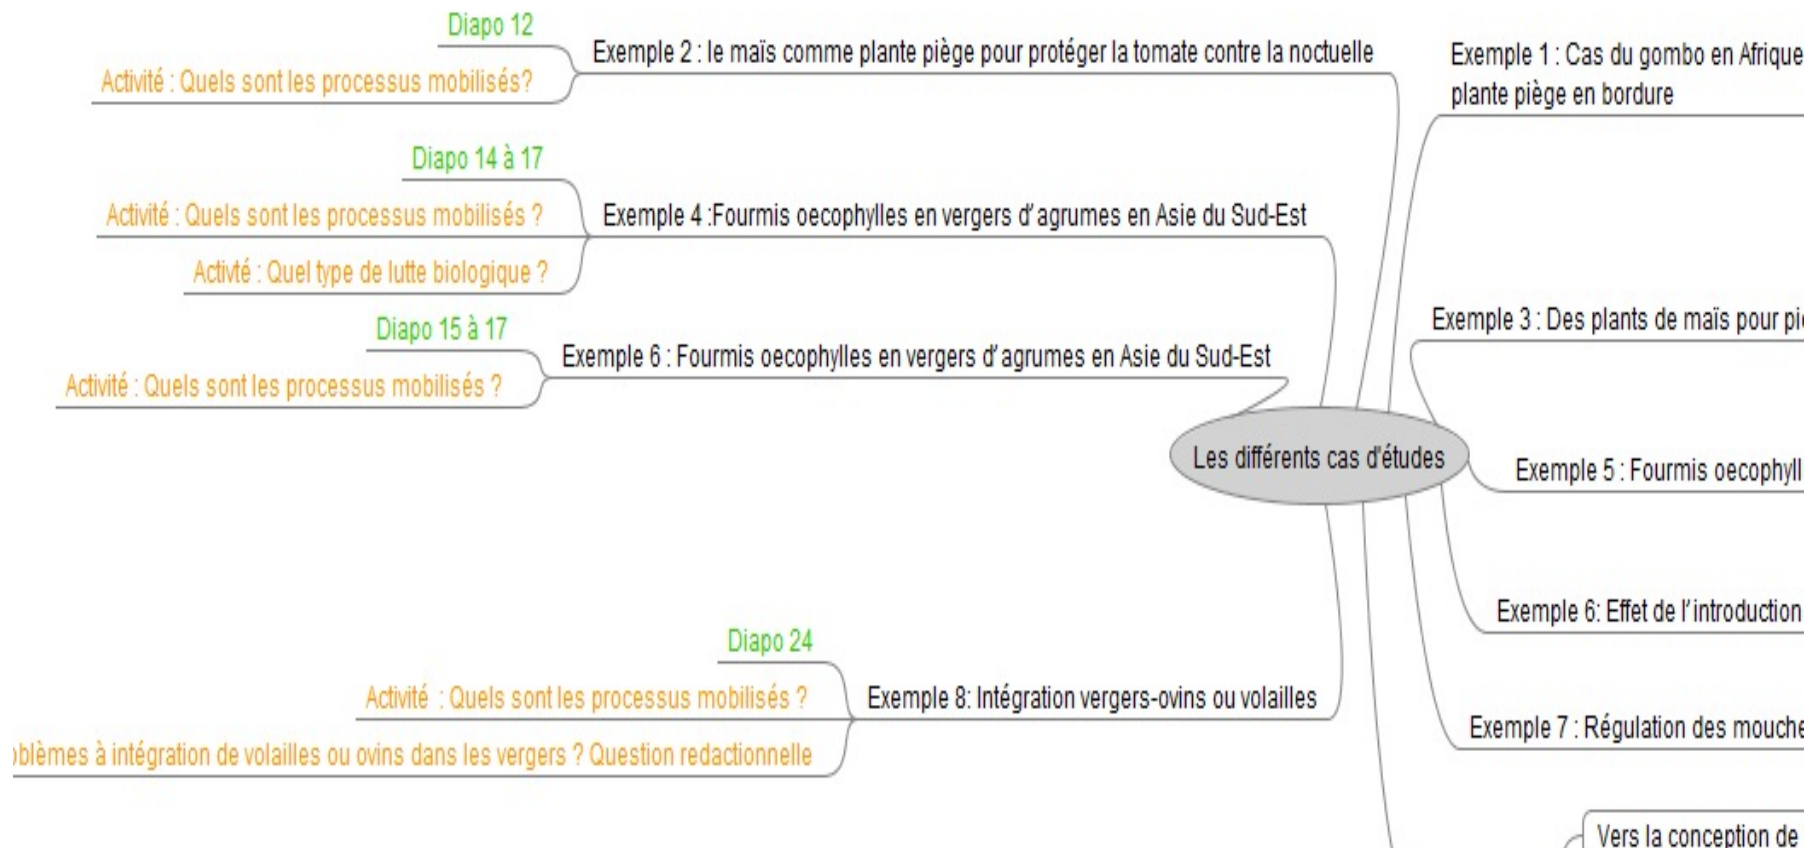 Diapo 12
Activité : Quels sont les processus mobilisés?
Exemple 2 : le maïs comme plante piège pour protéger la tomate contre la noctuelle
Diapo 14 à 17
Activité : Quels sont les processus mobilisés ?
Activté : Quel type de lutte biologique ?
Exemple 4 :Fourmis oecophylles en vergers d'agrumes en Asie du Sud-Est
Diapo 15 à 17
Activité : Quels sont les processus mobilisés ?
Exemple 6 : Fourmis oecophylles en vergers d'agrumes en Asie du Sud-Est
Diapo 24
Activité : Quels sont les processus mobilisés ?
à intégration de volailles ou ovins dans les vergers ? Question redactionnelle
Exemple 8: Intégration vergers-ovins ou volailles
Les différents cas d'études
Exemple 1 : Cas du gombo en Afrique
plante piège en bordure
Exemple 3 : Des plants de maïs pour
Exemple 5 : Fourmis
Exemple 6: Effet de l'introduction
Exemple 7 : Régulation des
Vers la conception de